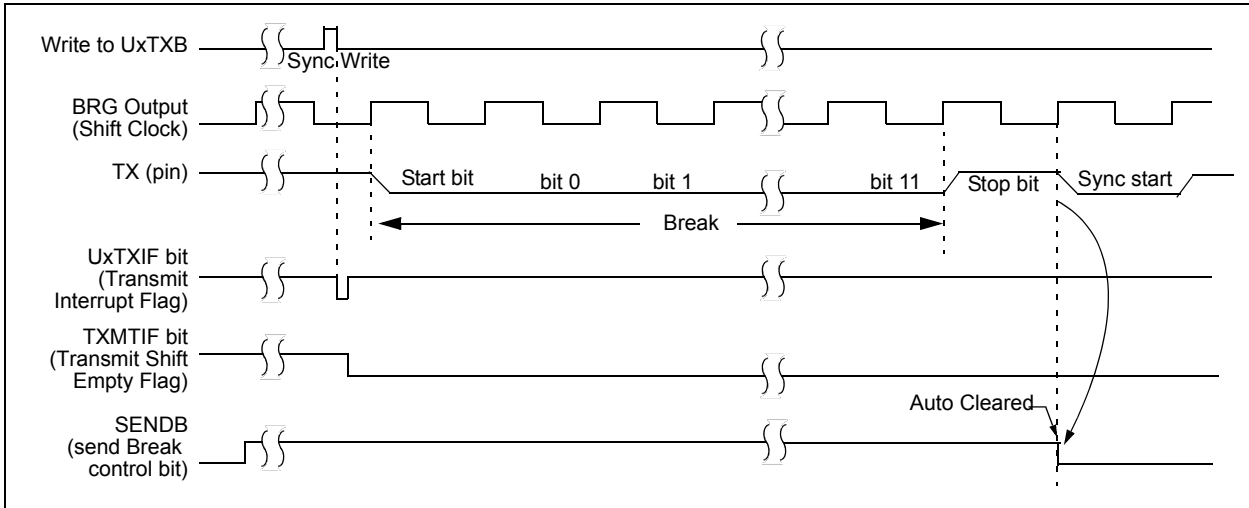 Write to UxTXB
Sync Write
BRG Output
(Shift Clock)
TX (pin)
Start bit
bit 0
bit 1
bit 11
Stop bit
Sync start
Break
UxTXIF bit
(Transmit
Interrupt Flag)
TXMTIF bit
(Transmit Shift
Empty Flag)
Auto Cleared
SENDB
(send Break
control bit)